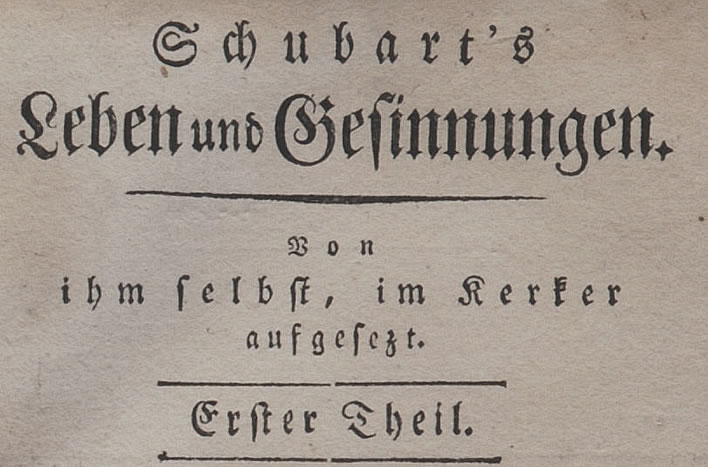 Schubart's
Leben und Gesinnungen.
Von
ihm selbst, im Kerker
aufgesezt.
Erster Theil.